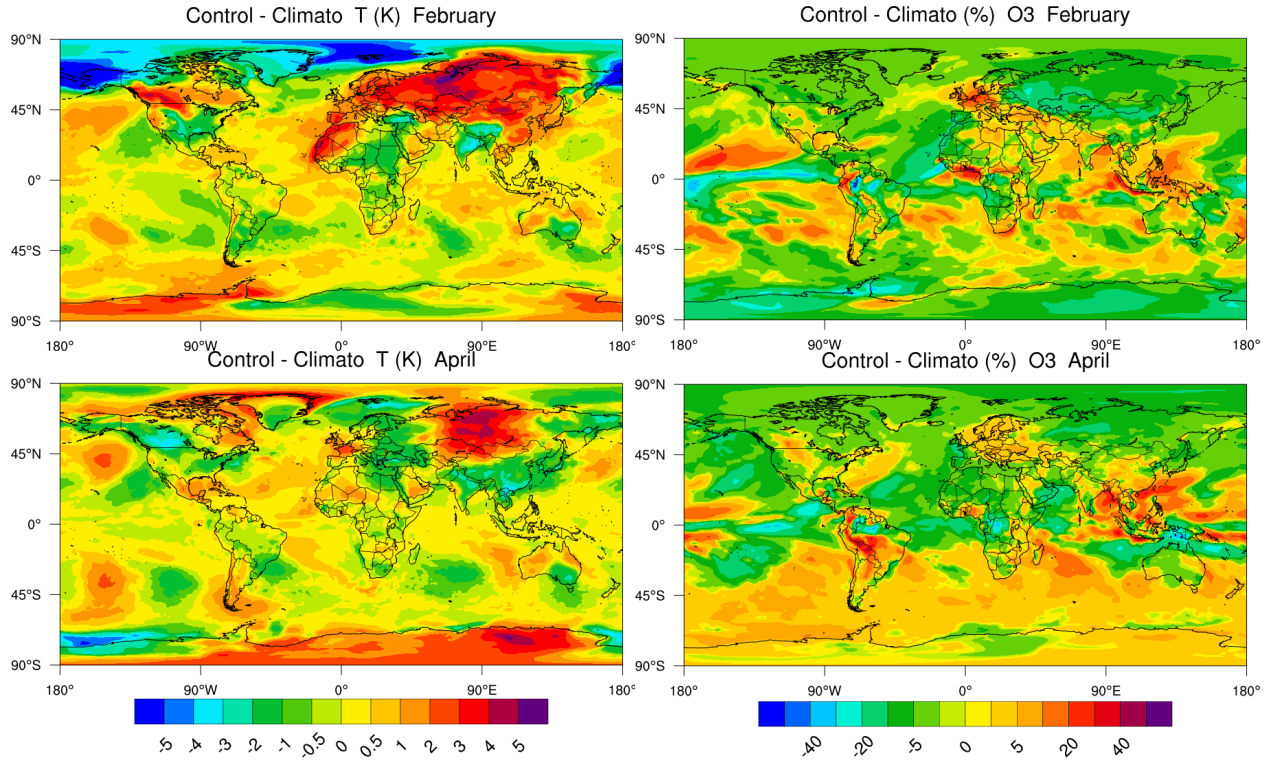 Control - Climato T (K) February
Control - Climato (%) O3 February
90°N
45°N
0°
45°S
90°S
180° 90°W 0° 90°E 180°
90°N
45°N
0°
45°S
90°S
180° 90°W 0° 90°E 180°
Control - Climato T (K) April
Control - Climato (%) O3 April
90°N
45°N
0°
45°S
90°S
180° 90°W 0° 90°E 180°
90°N
45°N
0°
45°S
90°S
180° 90°W 0° 90°E 180°
-5 -4 -3 -2 -1 -0.5 0 0.5 1 2 3 4 5
-40 -20 -5 0 5 20 40